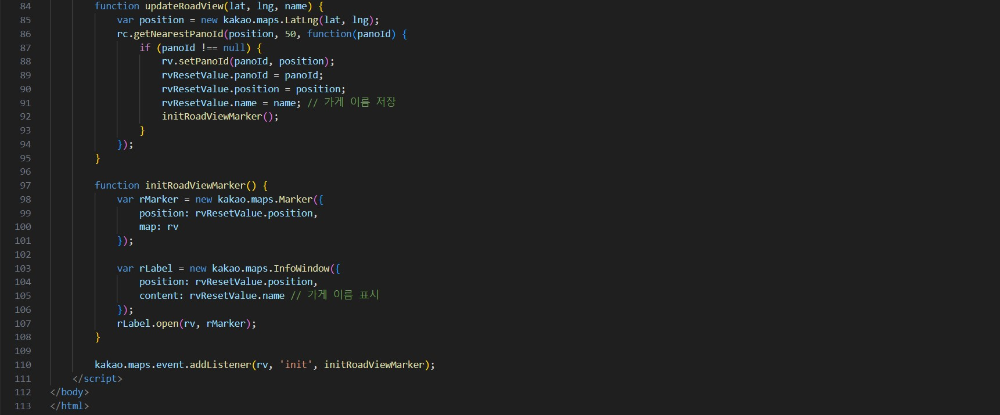 84 function updateRoadView(lat, lng, name) {
85 var position = new kakao.maps.LatLng(lat, lng);
86 rc.getNearestPanoId(position, 50, function(panoId) {
87 if (panoId !== null) {
88 rv.setPanoId(panoId, position);
89 rvResetValue.panoId = panoId;
90 rvResetValue.position = position;
91 rvResetValue.name = name; // 가게 이름 저장
92 initRoadViewMarker();
93 }
94 });
95 }
96
97 function initRoadViewMarker() {
98 var rMarker = new kakao.maps.Marker({
99 position: rvResetValue.position,
100 map: rv
101 });
102
103 var rLabel = new kakao.maps.InfoWindow({
104 position: rvResetValue.position,
105 content: rvResetValue.name // 가게 이름 표시
106 });
107 rLabel.open(rv, rMarker);
108 }
109
110 kakao.maps.event.addListener(rv, 'init', initRoadViewMarker);
111 </script>
112 </body>
113 </html>